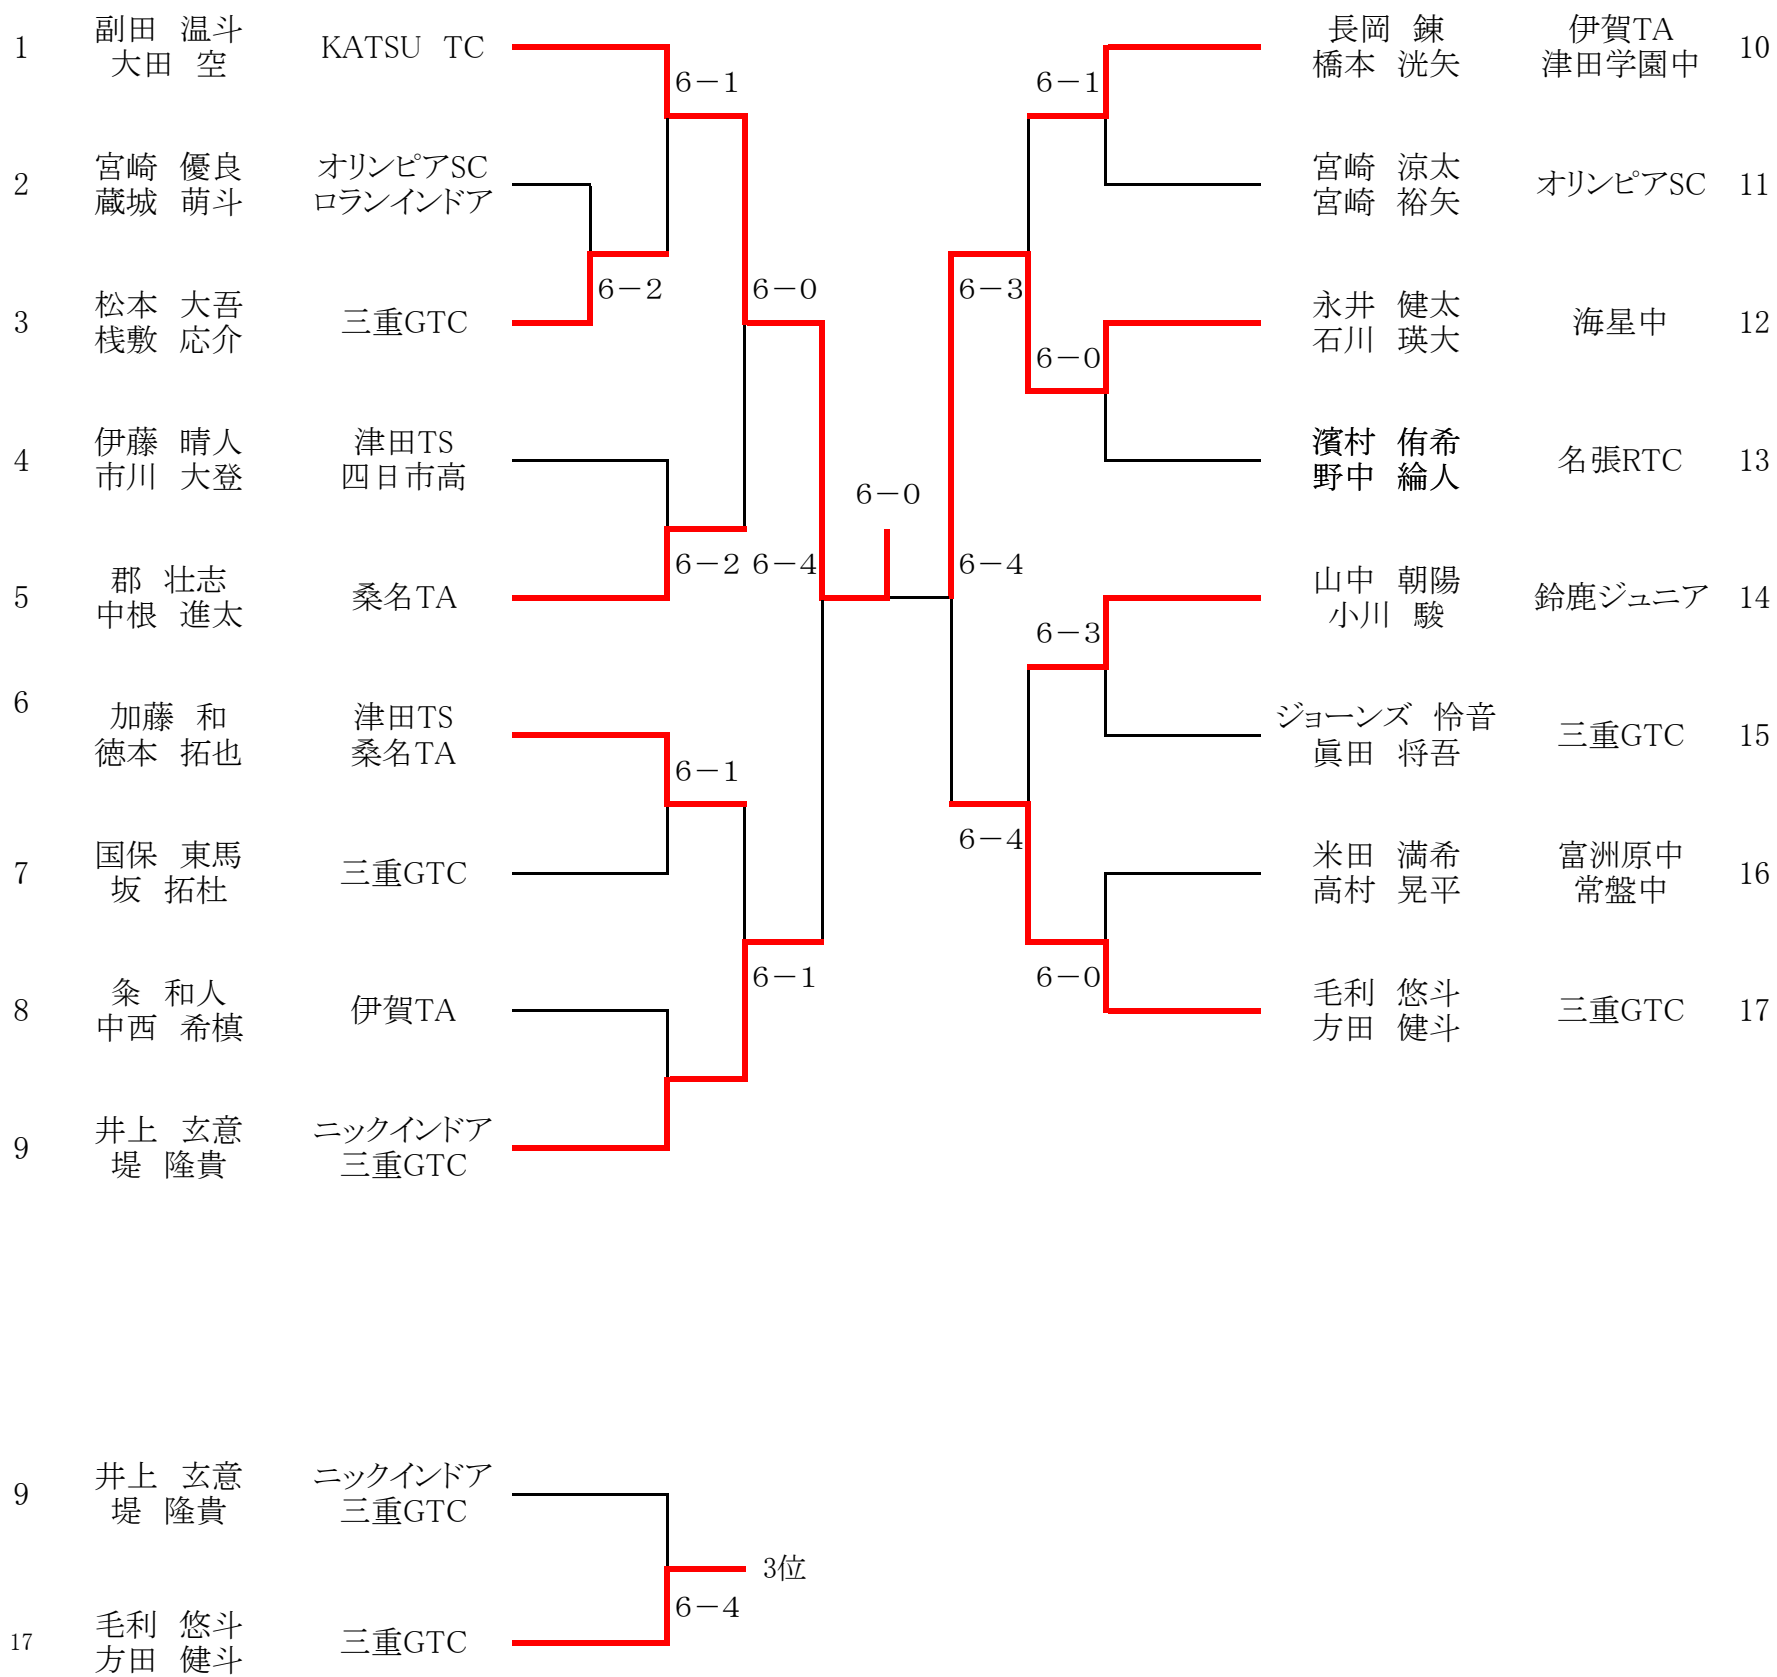 1 副田 温斗 大田 空 KATSU TC
2 宮崎 優良 蔵城 萌斗 オリンピアSC ロランインドア
3 松本 大吾 桟敷 応介 三重GTC
4 伊藤 晴人 市川 大登 津田TS 四日市高
5 郡 壮志 中根 進太 桑名TA
6 加藤 和 徳本 拓也 津田TS 桑名TA
7 国保 東馬 坂 拓杜 三重GTC
8 粂 和人 中西 希槙 伊賀TA
9 井上 玄意 堤 隆貴 ニックインドア 三重GTC
6-1
6-2
6-0
6-2
6-4
6-1
6-1
6-0
6-1
6-3
6-0
6-4
6-3
6-4
6-0
長岡 錬 橋本 洸矢 伊賀TA 津田学園中 10
宮崎 涼太 宮崎 裕矢 オリンピアSC 11
永井 健太 石川 瑛大 海星中 12
濱村 侑希 野中 綸人 名張RTC 13
山中 朝陽 小川 駿 鈴鹿ジュニア 14
ジョーンズ 怜音 眞田 将吾 三重GTC 15
米田 満希 高村 晃平 富洲原中 常盤中 16
毛利 悠斗 方田 健斗 三重GTC 17
9 井上 玄意 堤 隆貴 ニックインドア 三重GTC
3位
6-4
17 毛利 悠斗 方田 健斗 三重GTC